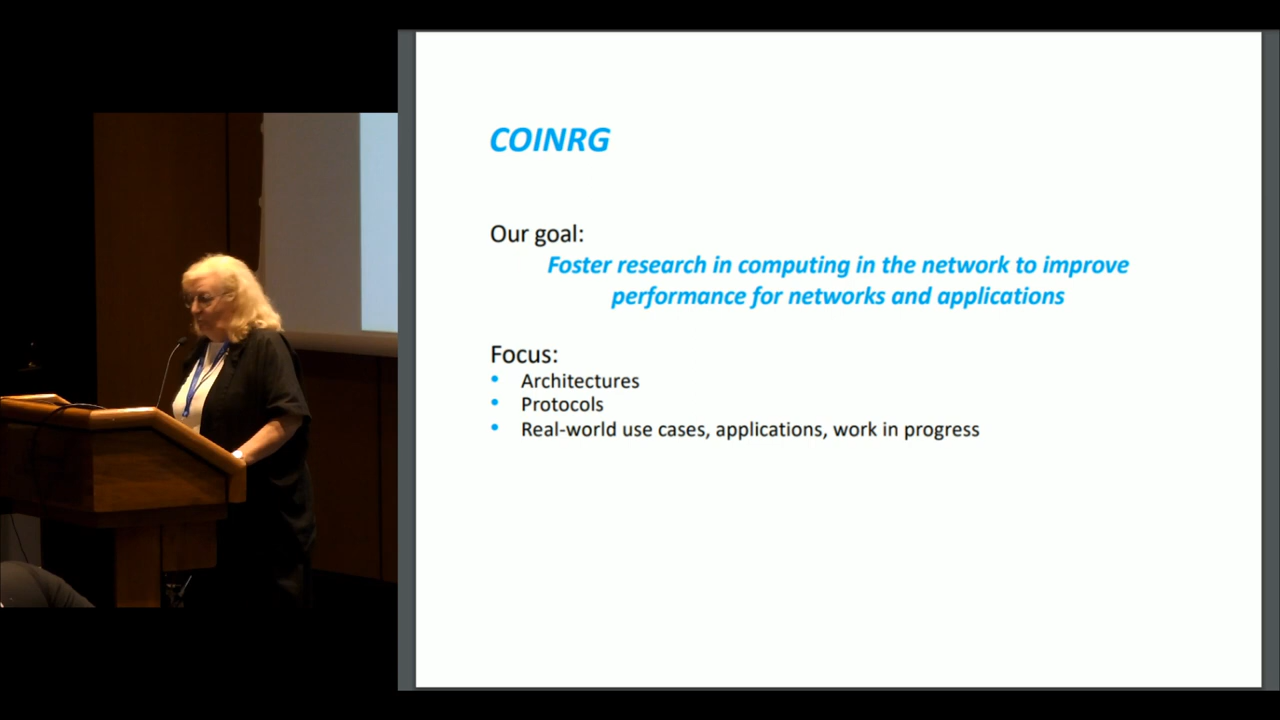 COINRG
Our goal:
Foster research in computing in the network to improve
performance for networks and applications
Focus:
• Architectures
• Protocols
• Real-world use cases, applications, work in progress